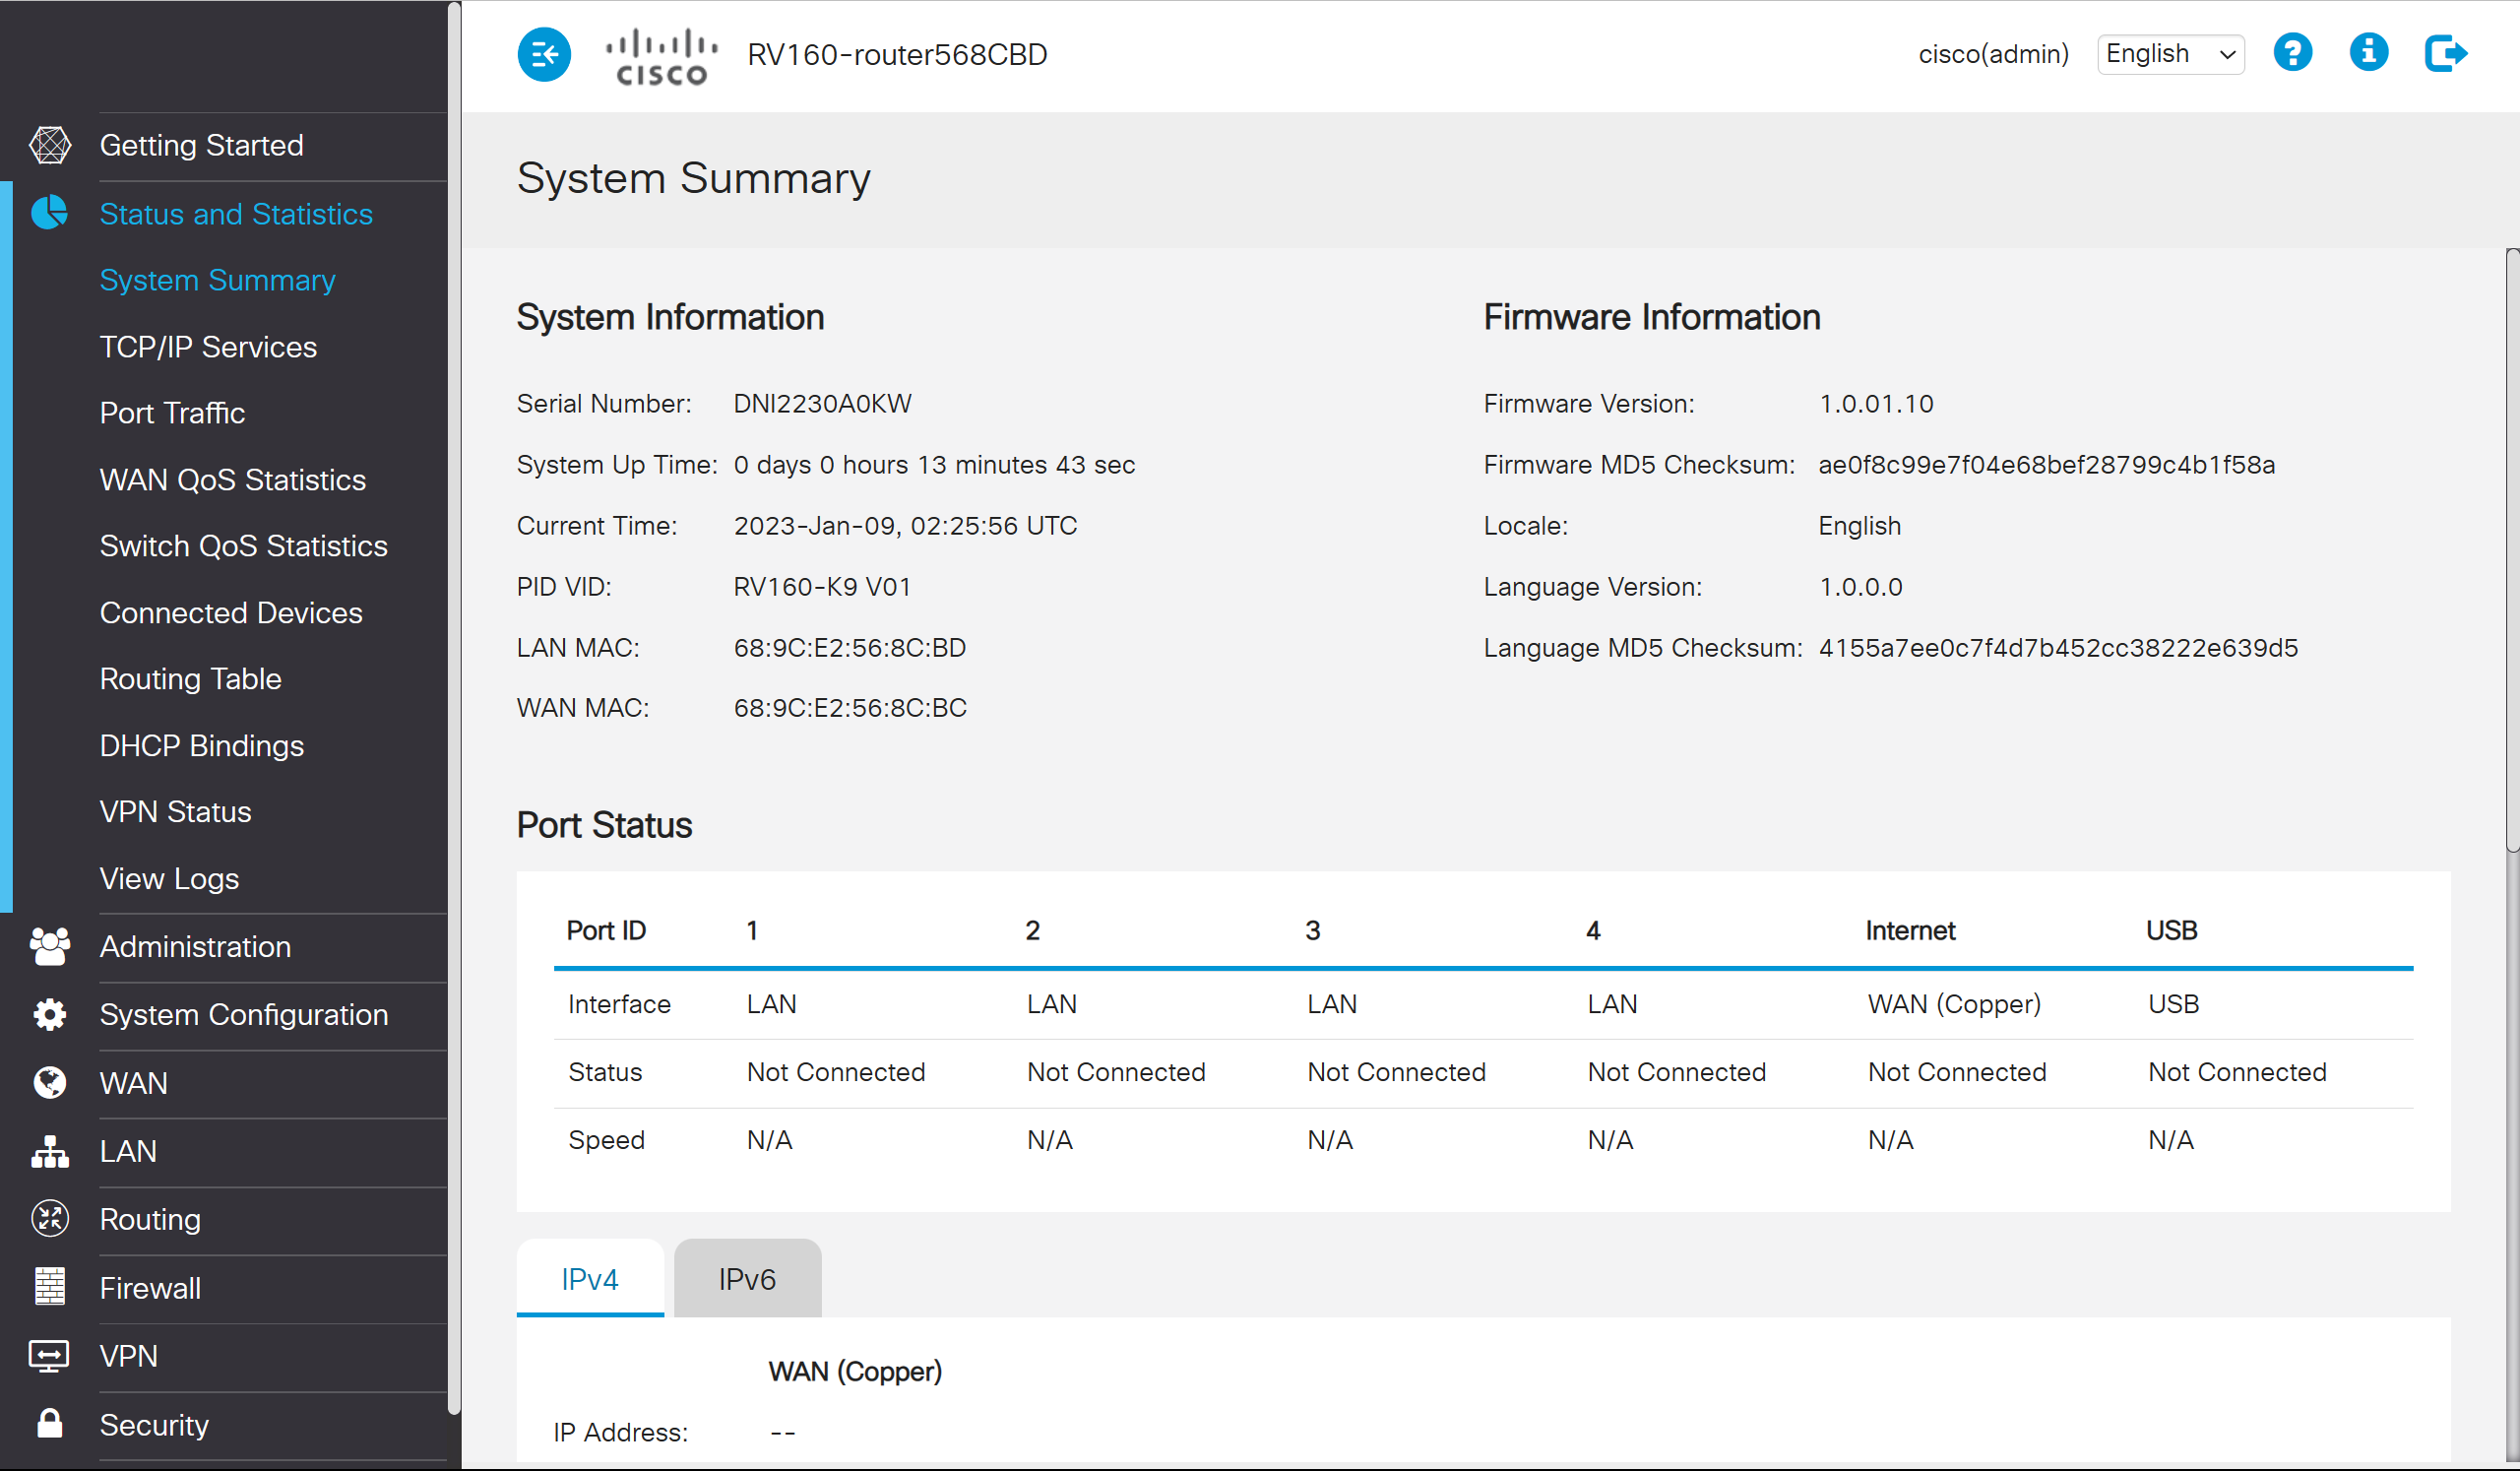 CISCO
RV160-router568CBD
cisco(admin)
English
Getting Started
Status and Statistics
System Summary
TCP/IP Services
Port Traffic
WAN QoS Statistics
Switch QoS Statistics
Connected Devices
Routing Table
DHCP Bindings
VPN Status
View Logs
Administration
System Configuration
WAN
LAN
Routing
Firewall
VPN
Security
System Summary
System Information
Serial Number: DNI2230A0KW
System Up Time: 0 days 0 hours 13 minutes 43 sec
Current Time: 2023-Jan-09, 02:25:56 UTC
PID VID: RV160-K9 V01
LAN MAC: 68:9C:E2:56:8C:BD
WAN MAC: 68:9C:E2:56:8C:BC
Firmware Information
Firmware Version: 1.0.01.10
Firmware MD5 Checksum: ae0f8c99e7f04e68bef28799c4b1f58a
Locale: English
Language Version: 1.0.0.0
Language MD5 Checksum: 4155a7ee0c7f4d7b452cc38222e639d5
Port Status
Port ID 1 2 3 4 Internet USB
Interface LAN LAN LAN LAN WAN (Copper) USB
Status Not Connected Not Connected Not Connected Not Connected Not Connected Not Connected
Speed N/A N/A N/A N/A N/A N/A
IPv4 IPv6
WAN (Copper)
IP Address: --